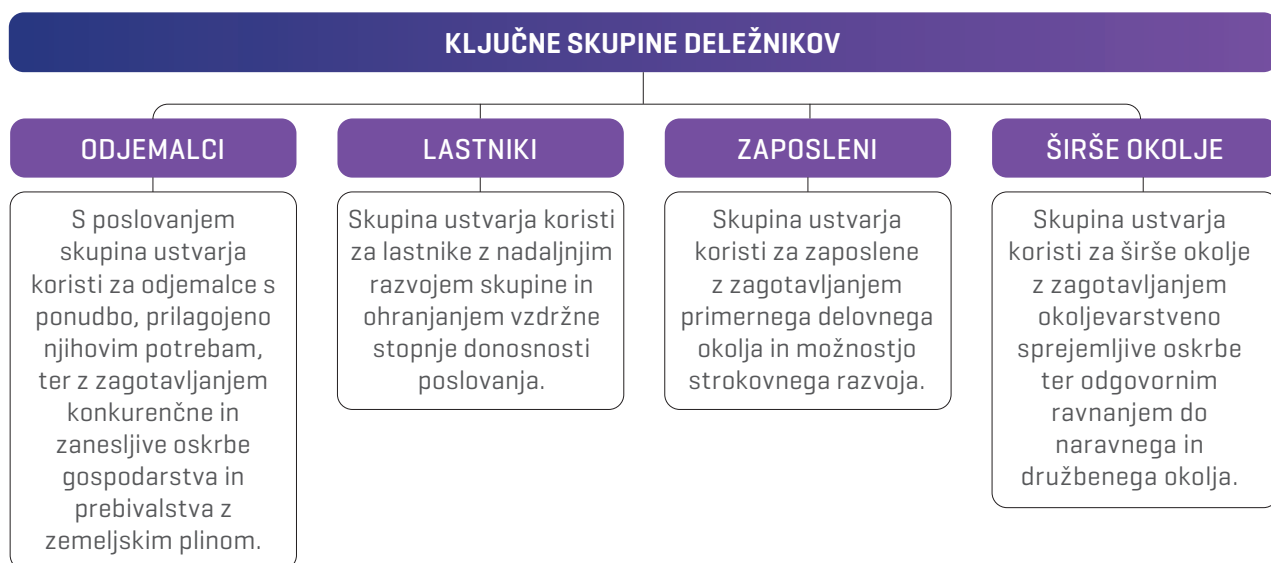 KLJUČNE SKUPINE DELEŽNIKOV
ODJEMALCI
S poslovanjem
skupina ustvarja
koristi za odjemalce s
ponudbo, prilagojeno
njihovim potrebam,
ter z zagotavljanjem
konkurenčne in
zanesljive oskrbe
gospodarstva in
prebivalstva z
zemeljskim plinom.
LASTNIKI
Skupina ustvarja koristi
za lastnike z nadaljnjim
razvojem skupine in
ohranjanjem vzdržne
stopnje donosnosti
poslovanja.
ZAPOSLENI
Skupina ustvarja
koristi za zaposlene
z zagotavljanjem
primernega delovnega
okolja in možnostjo
strokovnega razvoja.
ŠIRŠE OKOLJE
Skupina ustvarja
koristi za širše okolje
z zagotavljanjem
okoljevarstveno
sprejemljive oskrbe
ter odgovornim
ravnanjem do
naravnega in
družbenega okolja.